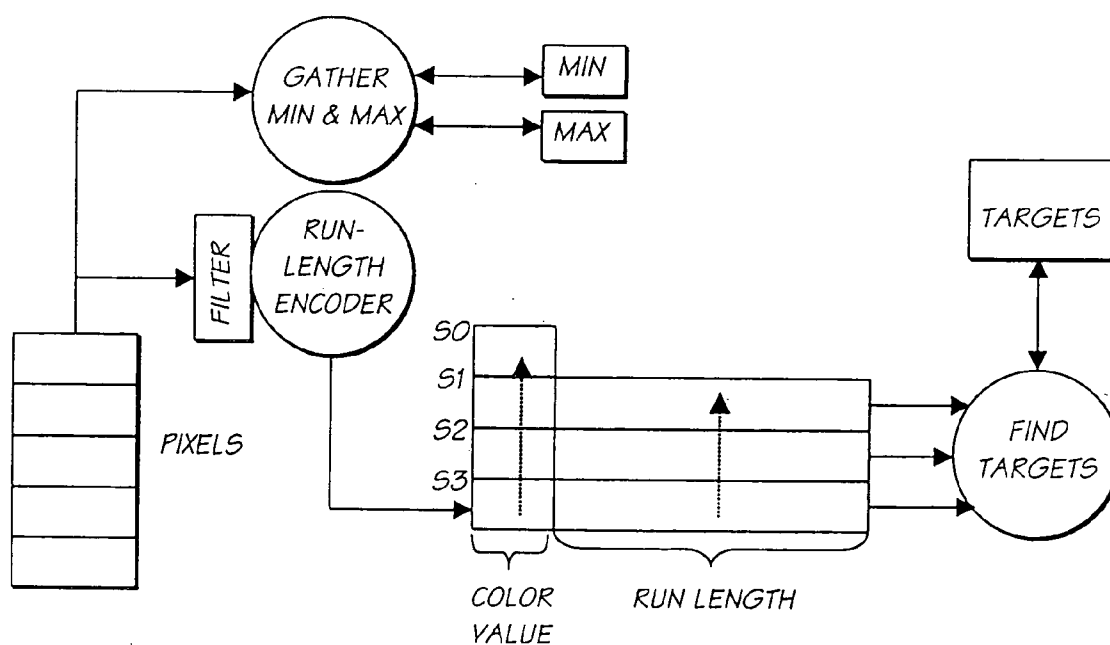 GATHER
MIN & MAX
MIN
MAX
FILTER
RUN-
LENGTH
ENCODER
TARGETS
PIXELS
S0
S1
S2
S3
FIND
TARGETS
COLOR
VALUE
RUN LENGTH